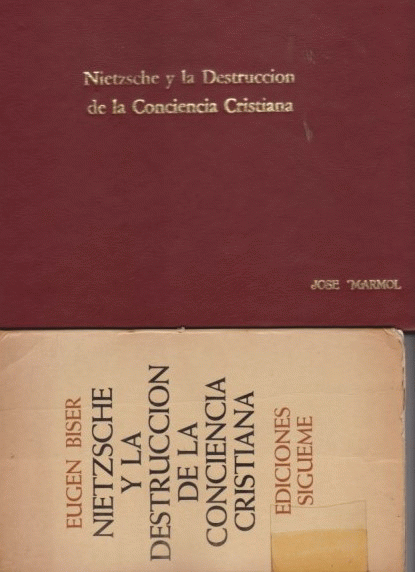 Nietzsche y la Destruccion
de la Conciencia Cristiana
JOSE MARMOL
EUGEN BISER
NIETZSCHE
Y LA
DESTRUCCION
DE LA
CONCIENCIA
CRISTIANA
EDICIONES
SIGUEME